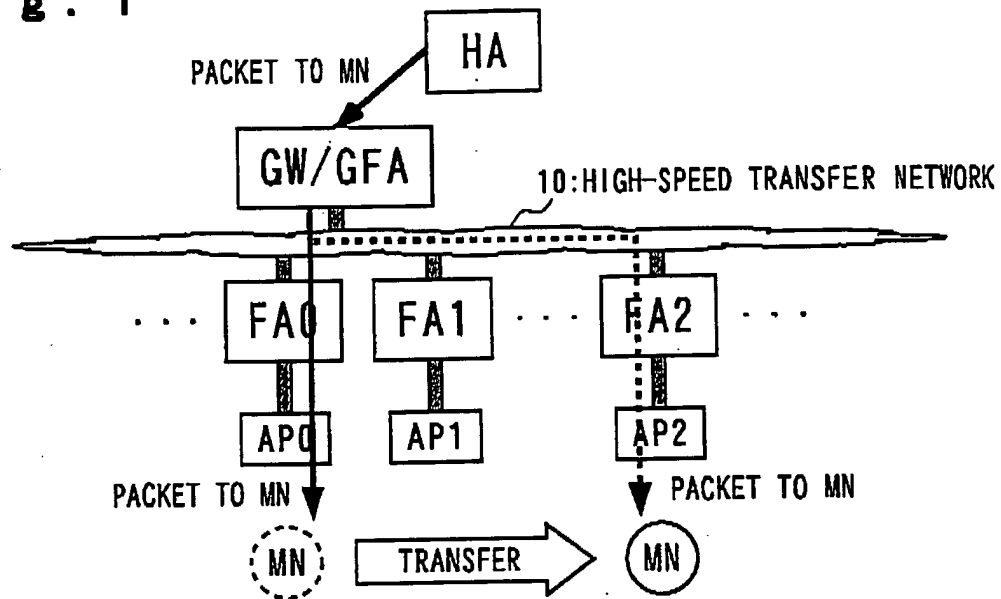 g. 1
HA
PACKET TO MN
GW/GFA
10:HIGH-SPEED TRANSFER NETWORK
. . . FA0 FA1 . . . FA2 . . .
AP0 AP1 AP2
PACKET TO MN PACKET TO MN
MN TRANSFER MN